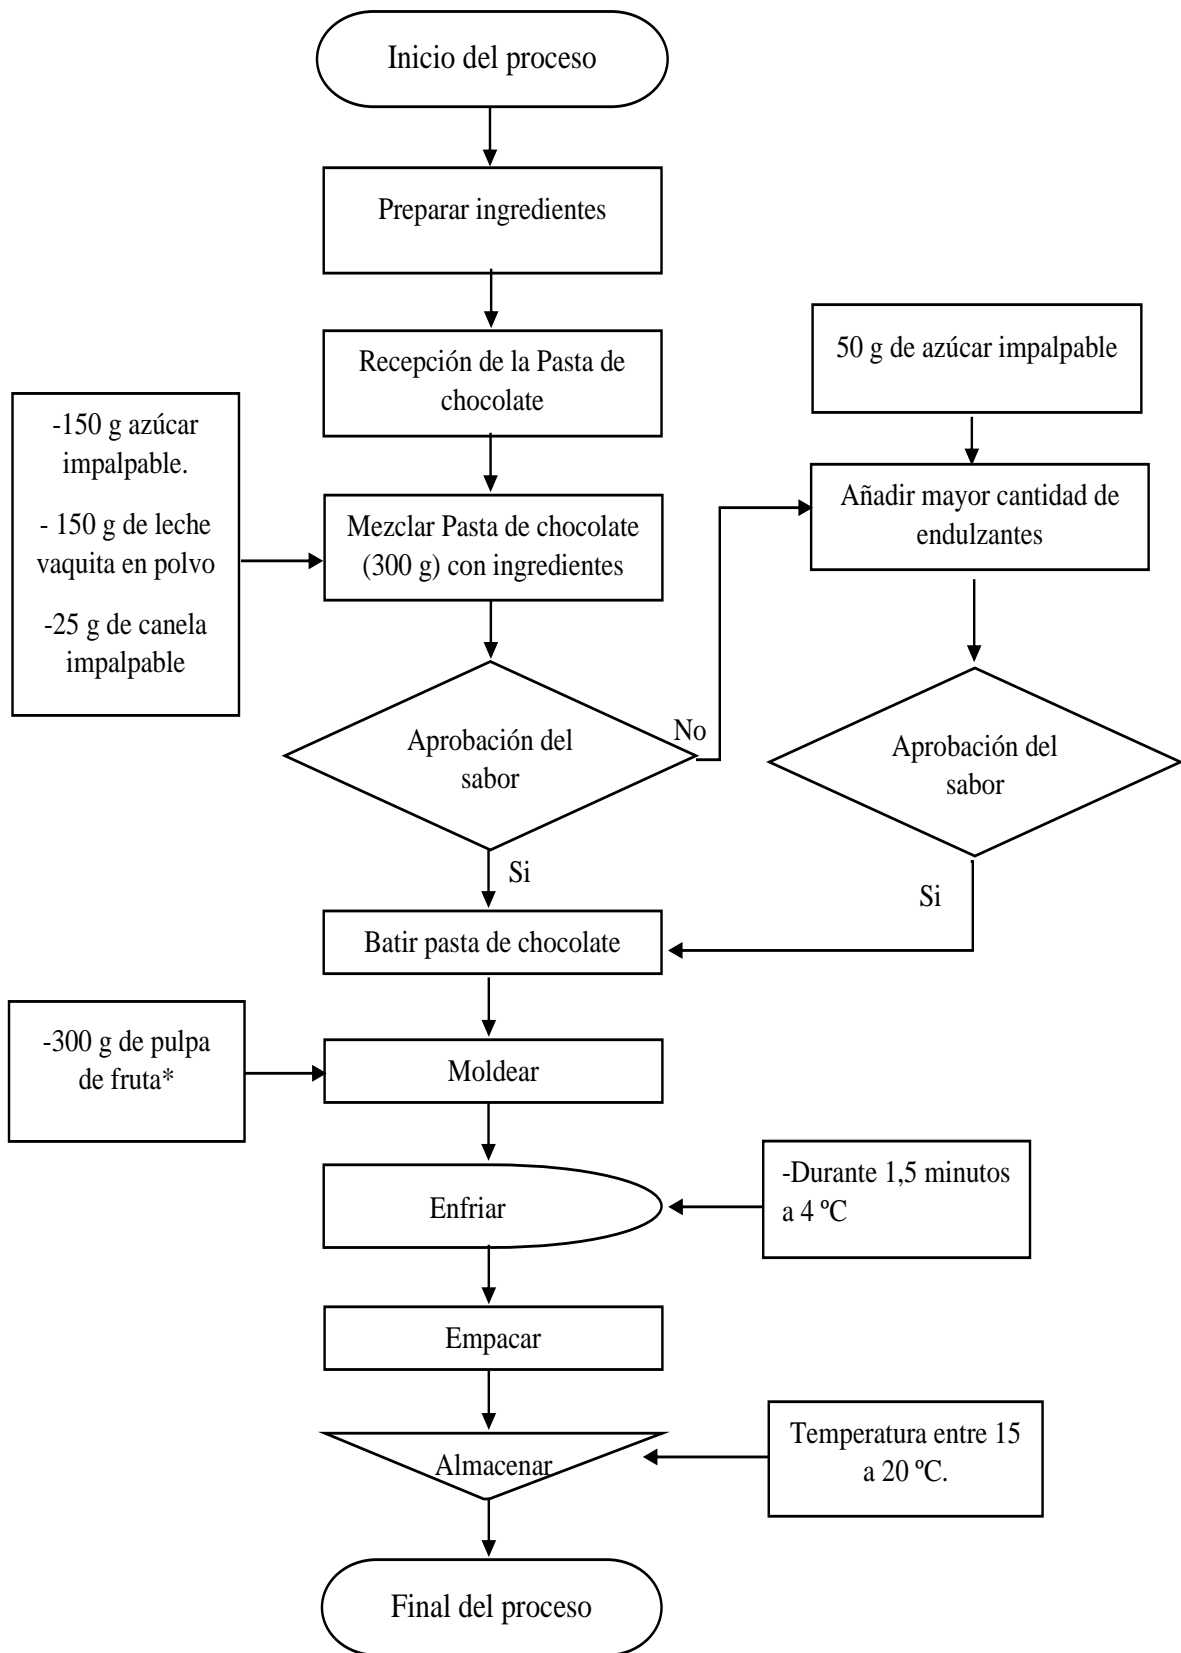 Inicio del proceso
Preparar ingredientes
Recepción de la Pasta de
chocolate
50 g de azúcar impalpable
-150 g azúcar
impalpable.
- 150 g de leche
vaquita en polvo
-25 g de canela
impalpable
Mezclar Pasta de chocolate
(300 g) con ingredientes
Añadir mayor cantidad de
endulzantes
Aprobación del
sabor
No
Aprobación del
sabor
Si
Si
Batir pasta de chocolate
-300 g de pulpa
de fruta*
Moldear
Enfriar
-Durante 1,5 minutos
a 4 ºC
Empacar
Almacenar
Temperatura entre 15
a 20 ºC.
Final del proceso